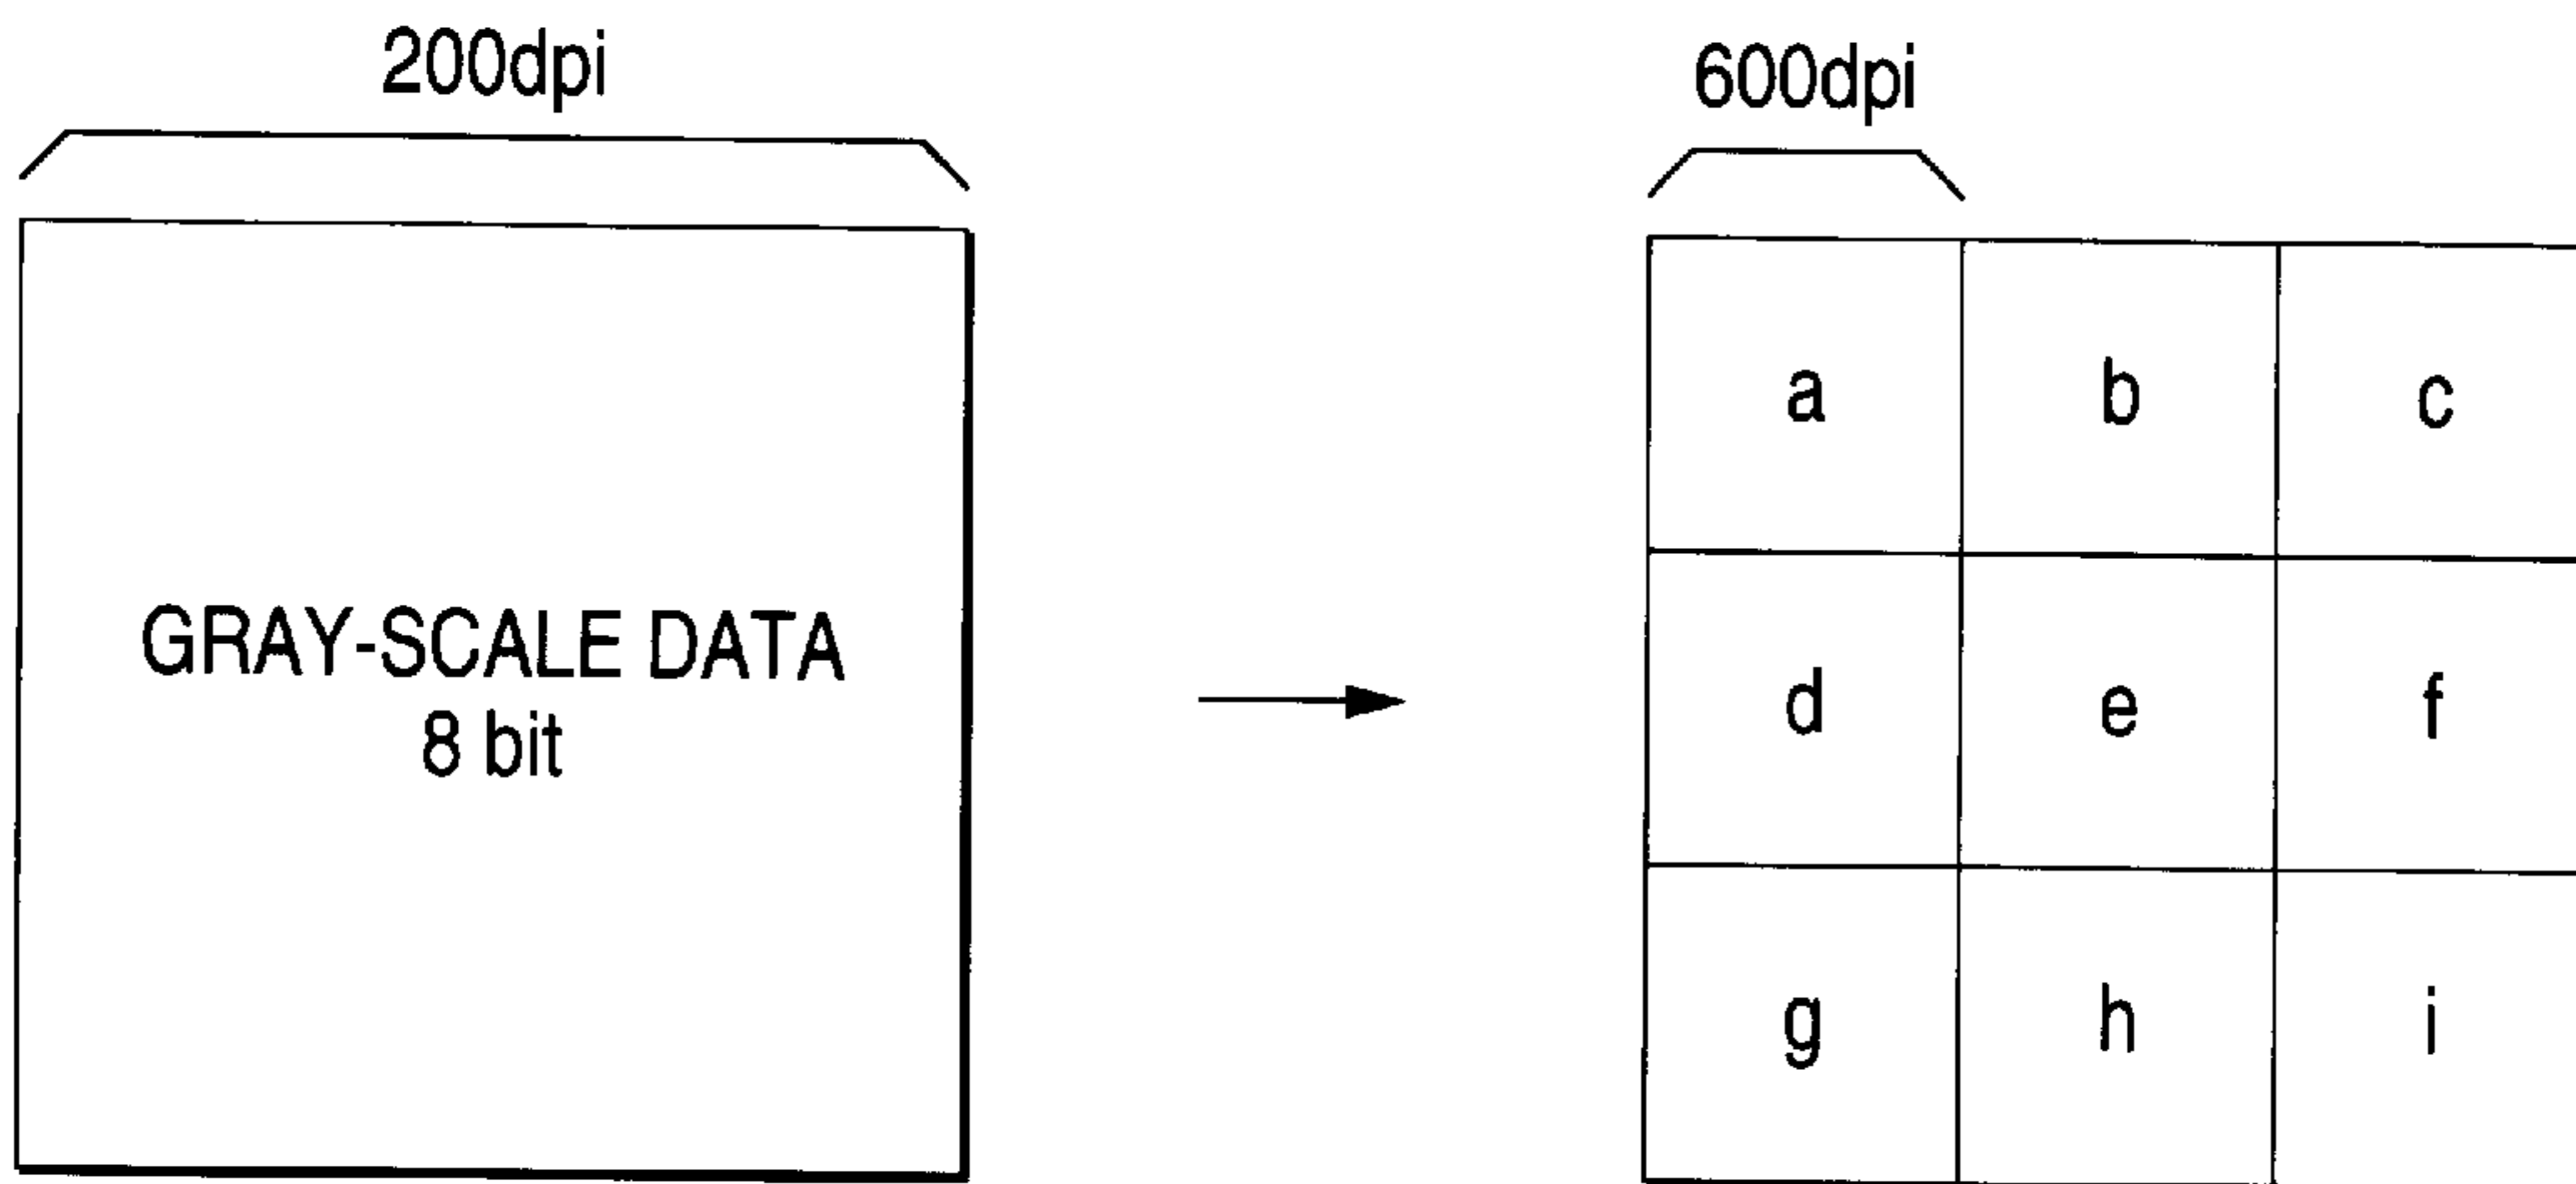 200dpi
600dpi
GRAY-SCALE DATA
8 bit
a b c
d e f
g h i